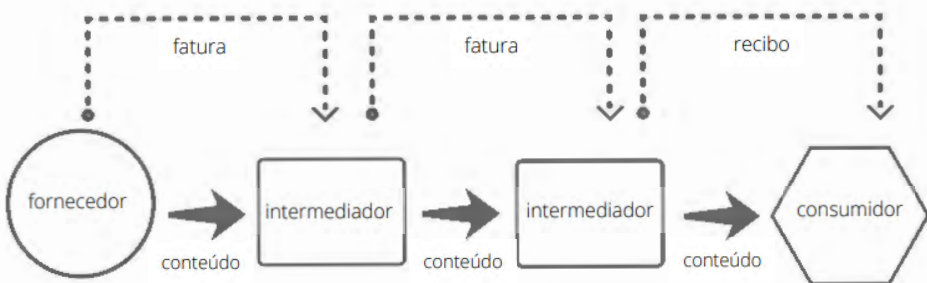 fatura
fatura
recibo
fornecedor
intermediador
intermediador
consumidor
conteúdo
conteúdo
conteúdo